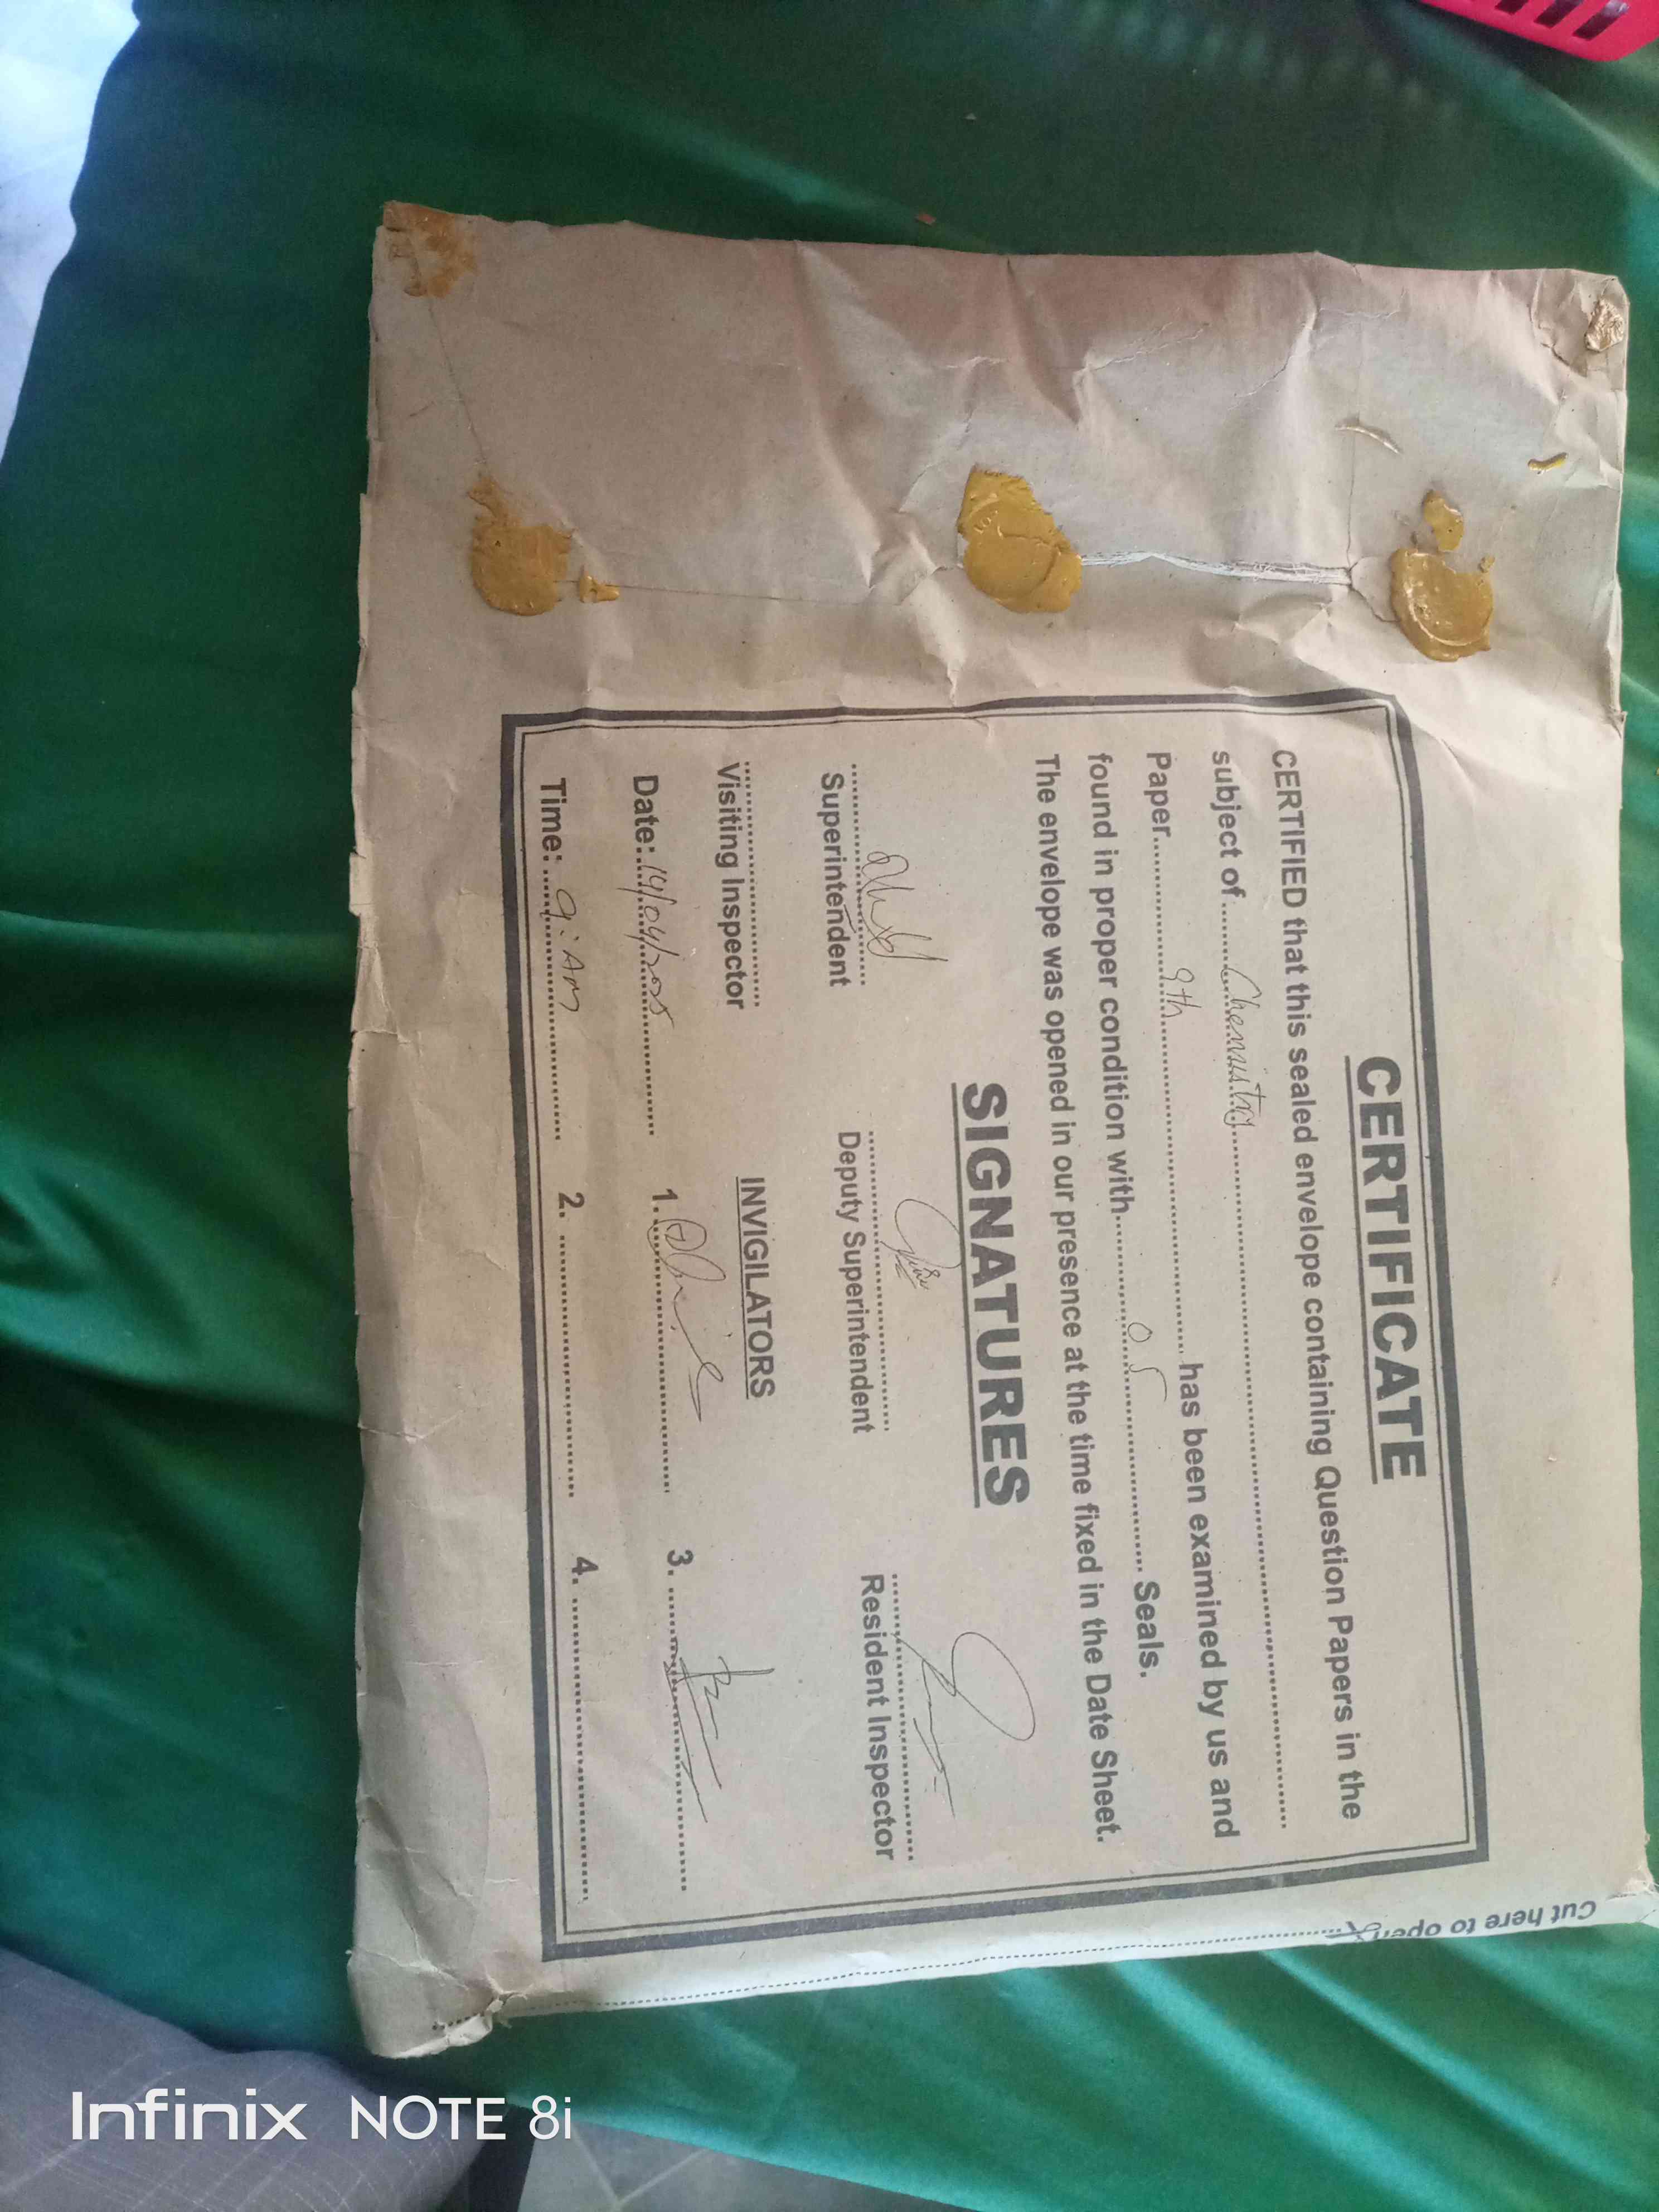 CERTIFICATE
CERTIFIED that this sealed envelope containing Question Papers in the
subject of.......Chemistry........................
Paper..........9th.......................has been examined by us and
found in proper condition with..........05.................. Seals.
The envelope was opened in our presence at the time fixed in the Date Sheet.
SIGNATURES
Superintendent Deputy Superintendent Resident Inspector
Visiting Inspector
INVIGILATORS
Date:
1. 3.
Time: 9: AM
2. 4.
Cut here to open
Infinix NOTE 8i